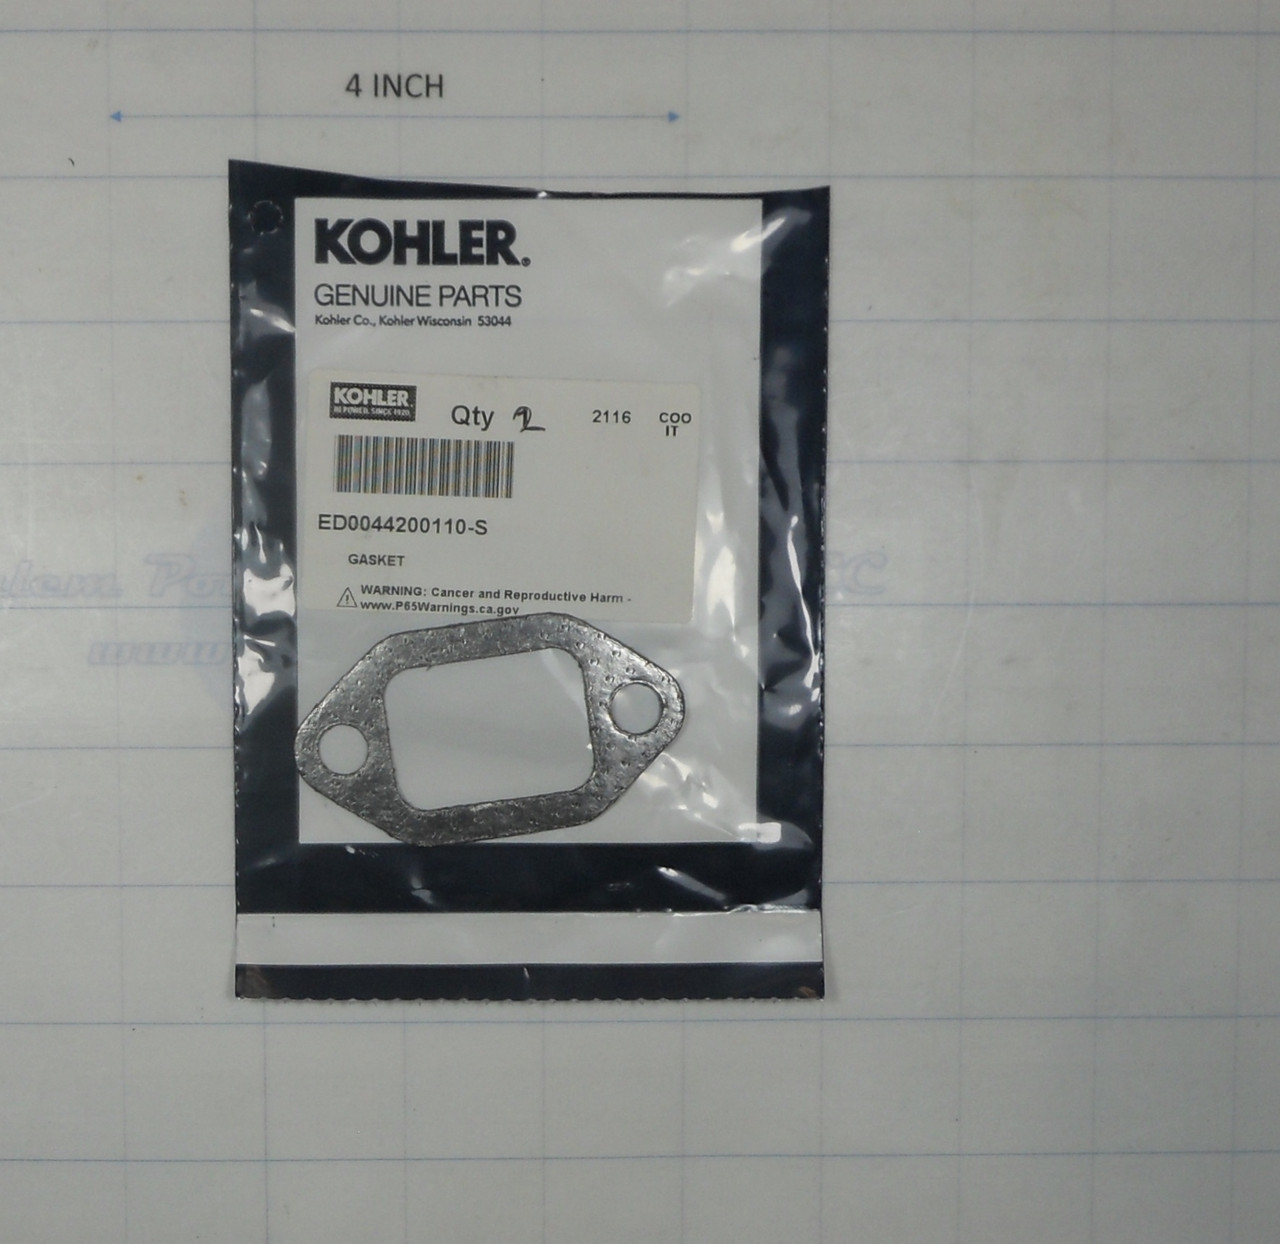 4 INCH
KOHLER®
GENUINE PARTS
Kohler Co., Kohler Wisconsin 53044
KOHLER
Qty 2 2116 COO
IT
ED0044200110-S
GASKET
WARNING: Cancer and Reproductive Harm -
www.P65Warnings.ca.gov
www